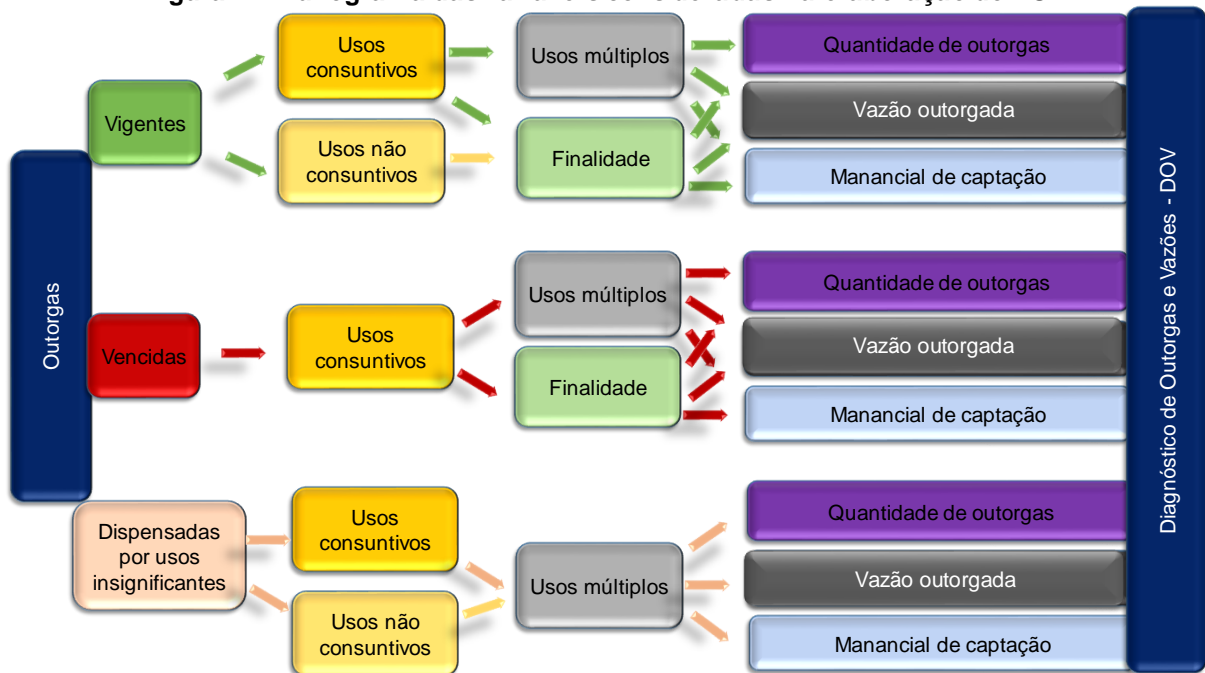 Usos
consuntivos
Usos múltiplos
Quantidade de outorgas
Vigentes
Vazão outorgada
Usos não
consuntivos
Finalidade
Manancial de captação
Outorgas
Vencidas
Usos
consuntivos
Usos múltiplos
Quantidade de outorgas
Vazão outorgada
Finalidade
Manancial de captação
Dispensadas
por usos
insignificantes
Usos
consuntivos
Usos não
consuntivos
Usos múltiplos
Quantidade de outorgas
Vazão outorgada
Manancial de captação
Diagnóstico de Outorgas e Vazões - DOV